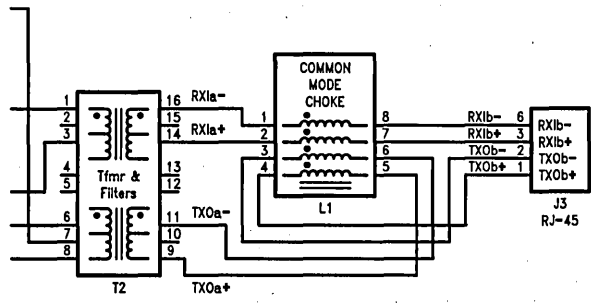 COMMON
MODE
CHOKE
1 16 RXIa-
2 15
3 14 RXIa+
4 13
5 12
6 11 TXOa-
7 10
8 9
TXOa+
Tfmr &
Filters
T2
1 8
2 7
3 6
4 5
L1
RXIb- 6 RXIb-
RXIb+ 3 RXIb+
TXOb- 2 TXOb-
TXOb+ 1 TXOb+
J3
RJ-45